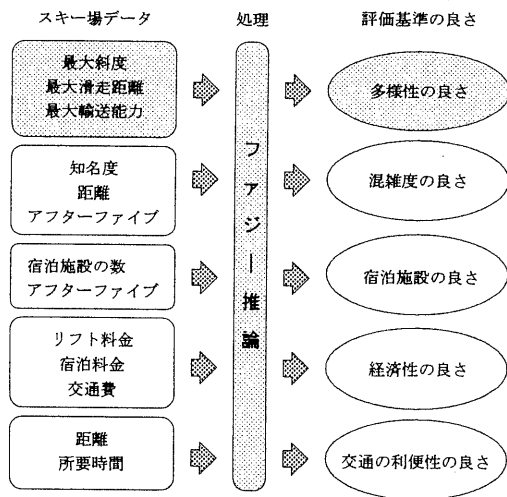 スキー場データ
処理
評価基準の良さ
最大斜度
最大滑走距離
最大輸送能力
多様性の良さ
知名度
距離
アフターファイブ
混雑度の良さ
ファジー推論
宿泊施設の数
アフターファイブ
宿泊施設の良さ
リフト料金
宿泊料金
交通費
経済性の良さ
距離
所要時間
交通の利便性の良さ